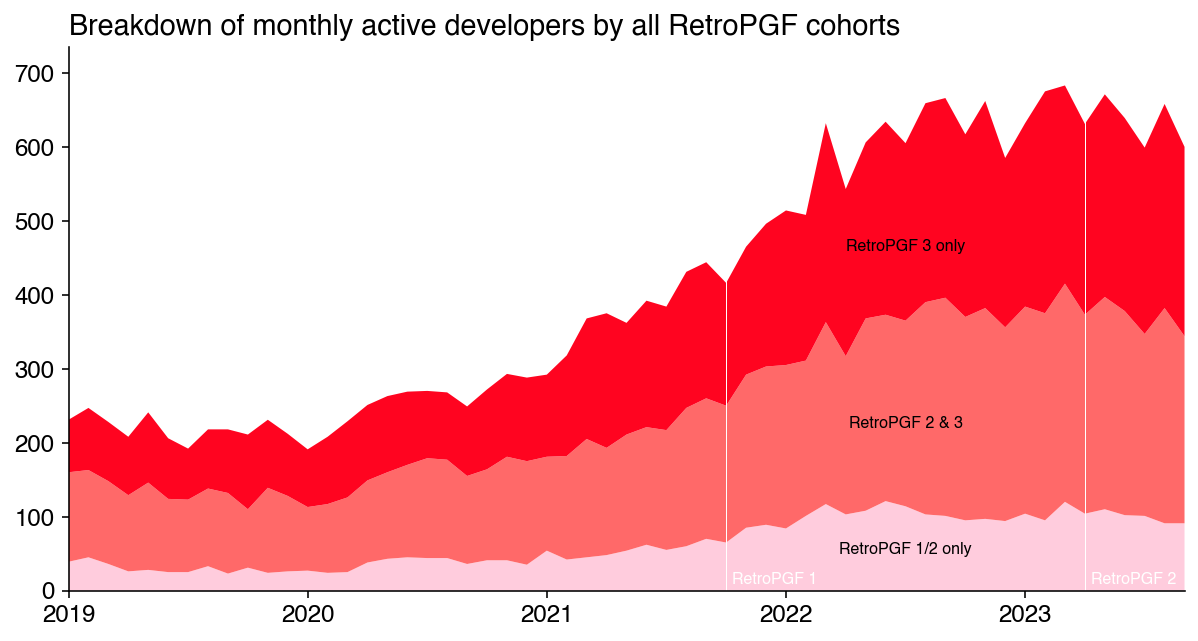 Breakdown of monthly active developers by all RetroPGF cohorts
700
600
500
400
300
200
100
0
RetroPGF 3 only
RetroPGF 2 & 3
RetroPGF 1/2 only
RetroPGF 1
RetroPGF 2
2019
2020
2021
2022
2023